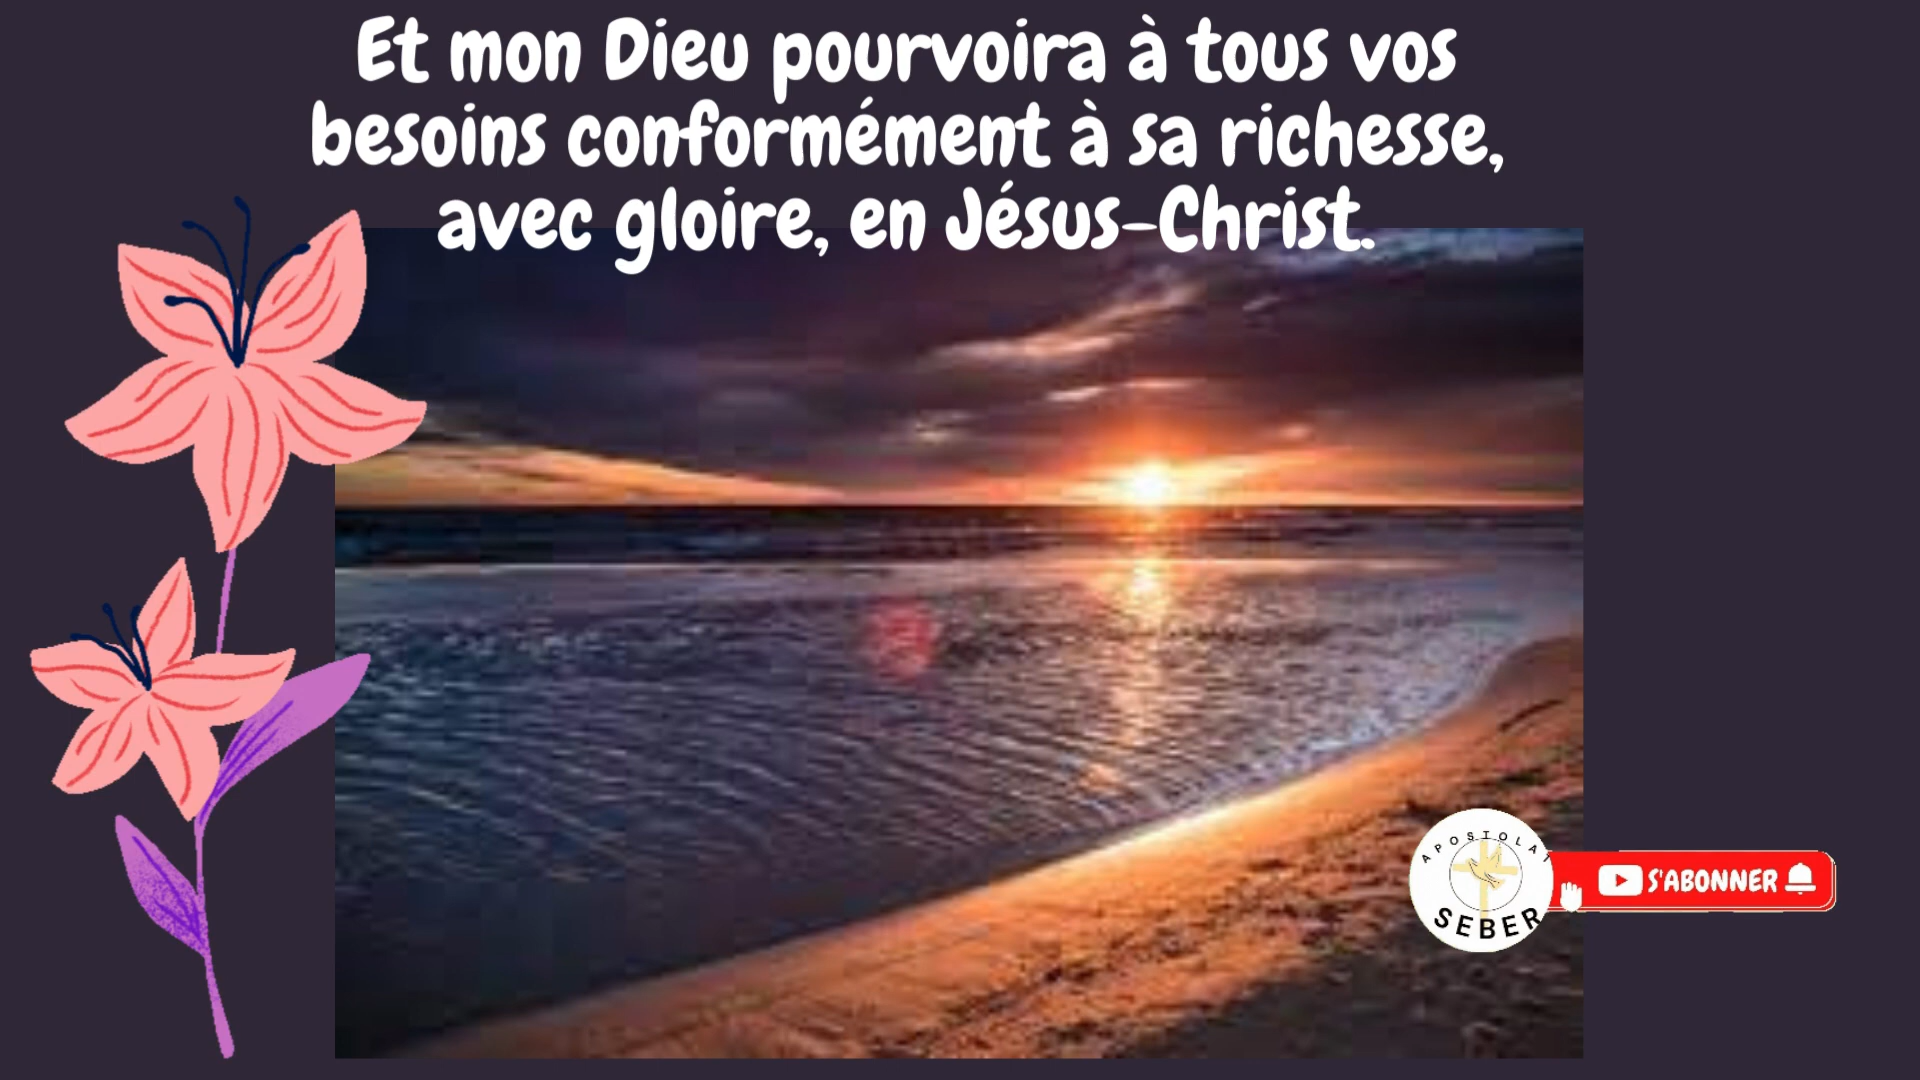 Et mon Dieu pourvoira à tous vos
besoins conformément à sa richesse,
avec gloire, en Jésus-Christ.
APOSTOLAT
SEBER
S'ABONNER